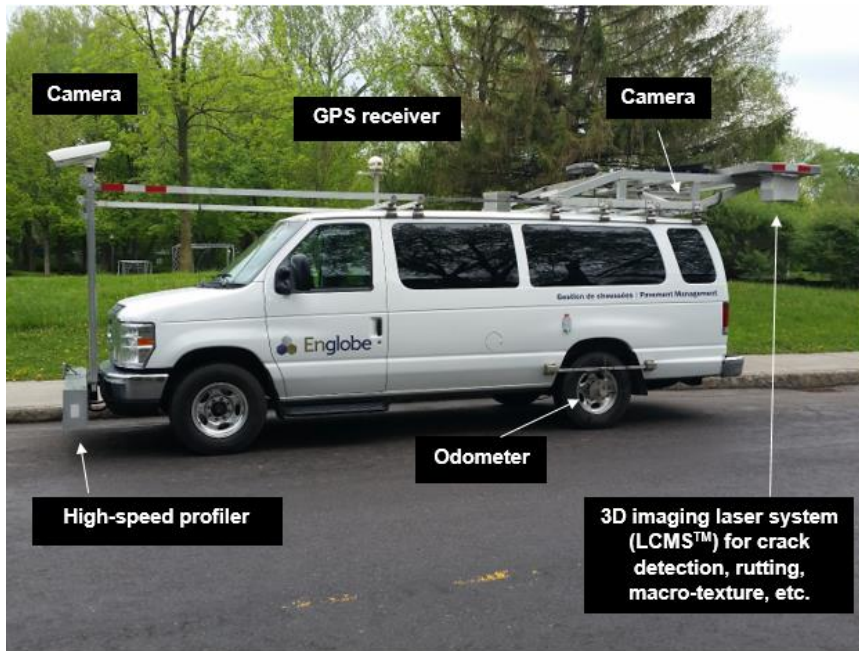 Camera
GPS receiver
Camera
Gestion de chaussées | Pavement Management
Englobe
Odometer
High-speed profiler
3D imaging laser system
(LCMS™) for crack
detection, rutting,
macro-texture, etc.